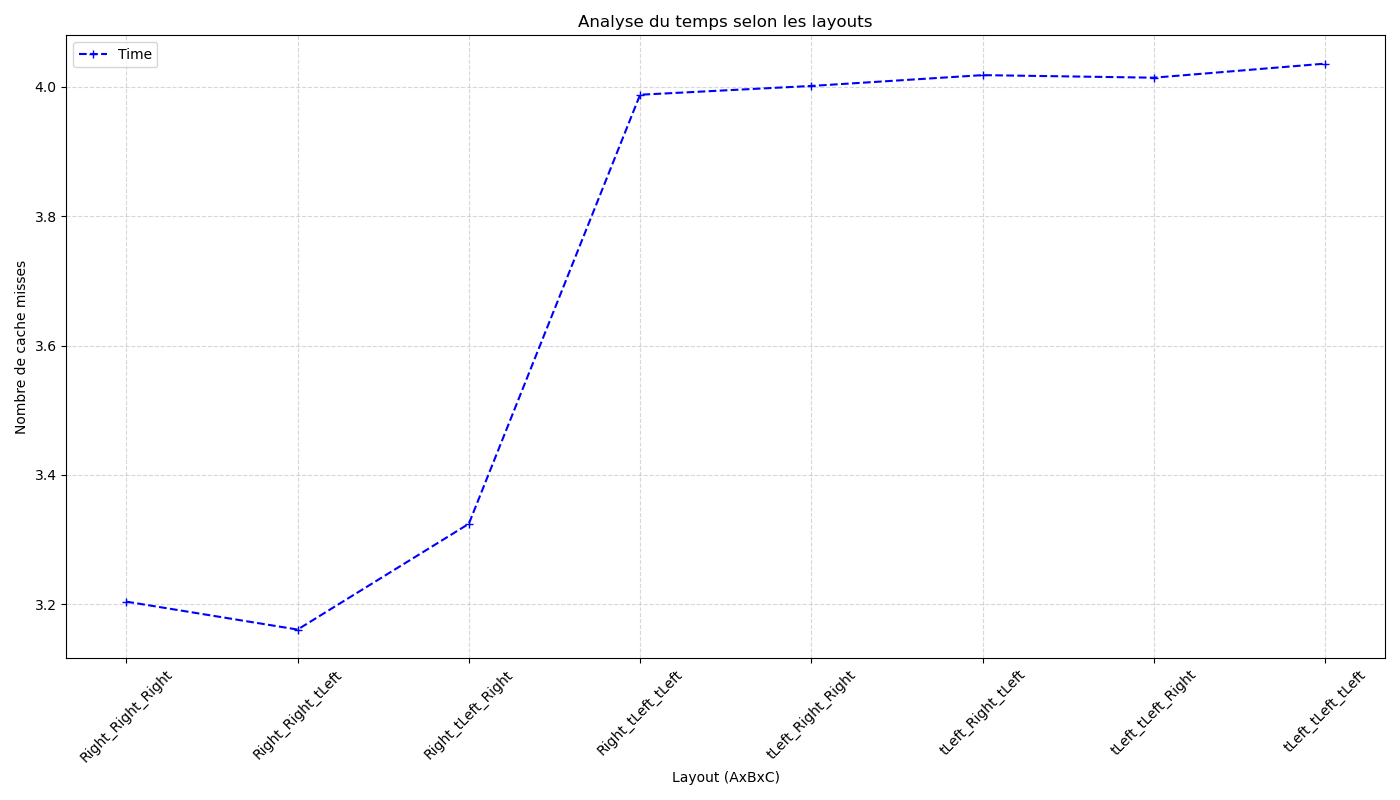 Analyse du temps selon les layouts
Time
Nombre de cache misses
4.0
3.8
3.6
3.4
3.2
Right_Right_Right
Right_Right_tLeft
Right_tLeft_Right
Right_tLeft_tLeft
tLeft_Right_Right
tLeft_Right_tLeft
tLeft_tLeft_Right
tLeft_tLeft_tLeft
Layout (AxBxC)